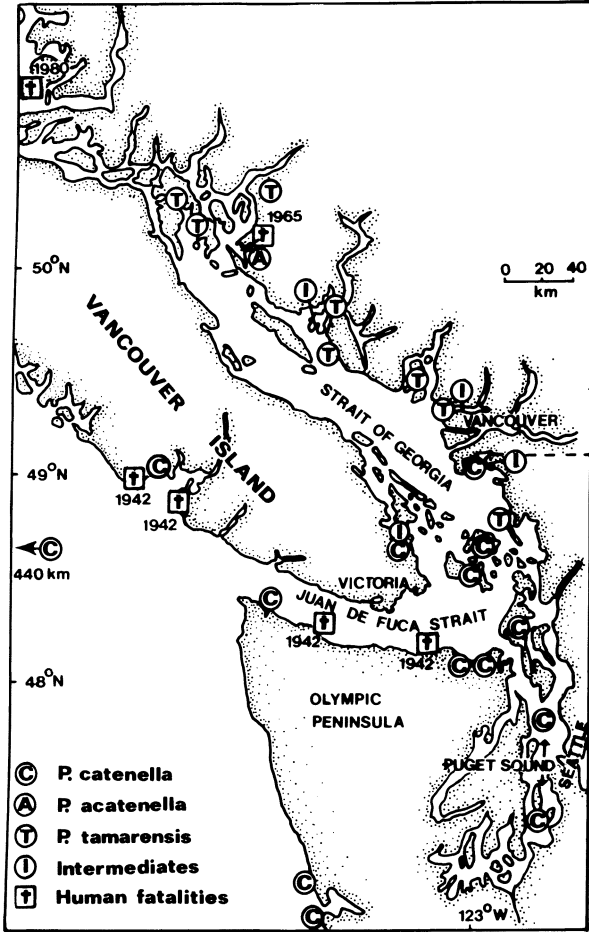 1980
†
T
T
T
1965
†
A
50°N
0 20 40
km
I
T
T
T
I
T
VANCOUVER
VANCOUVER ISLAND
STRAIT OF GEORGIA
C
I
49°N
†
C
1942
†
1942
T
I
C
C
C
C
440 km
VICTORIA
C
JUAN DE FUCA STRAIT
†
1942
†
1942
C
C
C
48°N
OLYMPIC
PENINSULA
C
PUGET SOUND
SEATTLE
C
C
C
C P. catenella
A P. acatenella
T P. tamarensis
I Intermediates
† Human fatalities
123°W